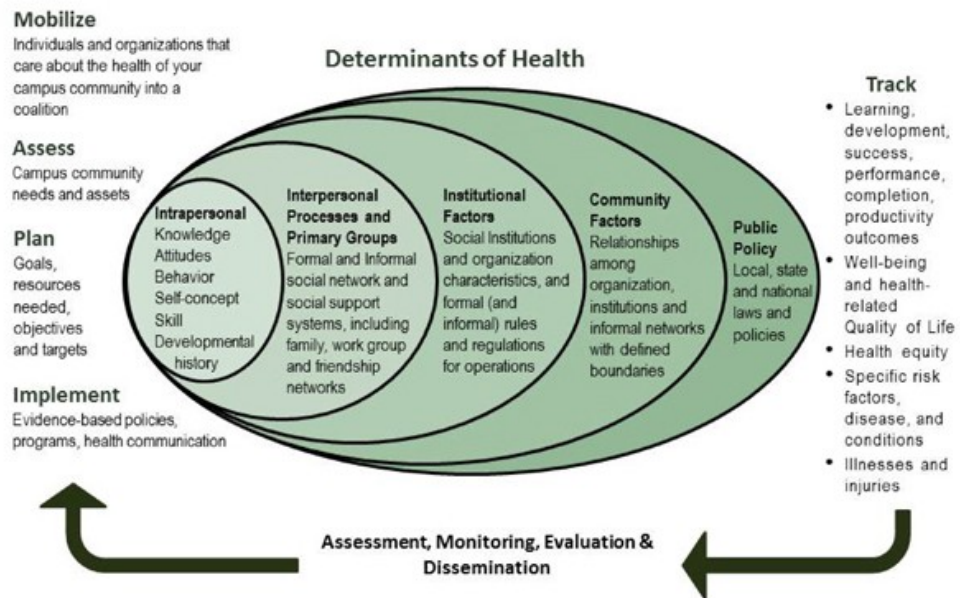 Mobilize
Individuals and organizations that
care about the health of your
campus community into a
coalition
Assess
Campus community
needs and assets
Plan
Goals,
resources
needed,
objectives
and targets
Implement
Evidence-based policies,
programs, health communication
Determinants of Health
Intrapersonal
Knowledge
Attitudes
Behavior
Self-concept
Skill
Developmental
history
Interpersonal
Processes and
Primary Groups
Formal and Informal
social network and
social support
systems, including
family, work group
and friendship
networks
Institutional
Factors
Social Institutions
and organization
characteristics, and
formal (and
informal) rules
and regulations
for operations
Community
Factors
Relationships
among
organization,
institutions and
informal networks
with defined
boundaries
Public
Policy
Local, state
and national
laws and
policies
Track
• Learning,
development,
success,
performance,
completion,
productivity
outcomes
• Well-being
and health-
related
Quality of Life
• Health equity
• Specific risk
factors,
disease, and
conditions
• Illnesses and
injuries
Assessment, Monitoring, Evaluation &
Dissemination